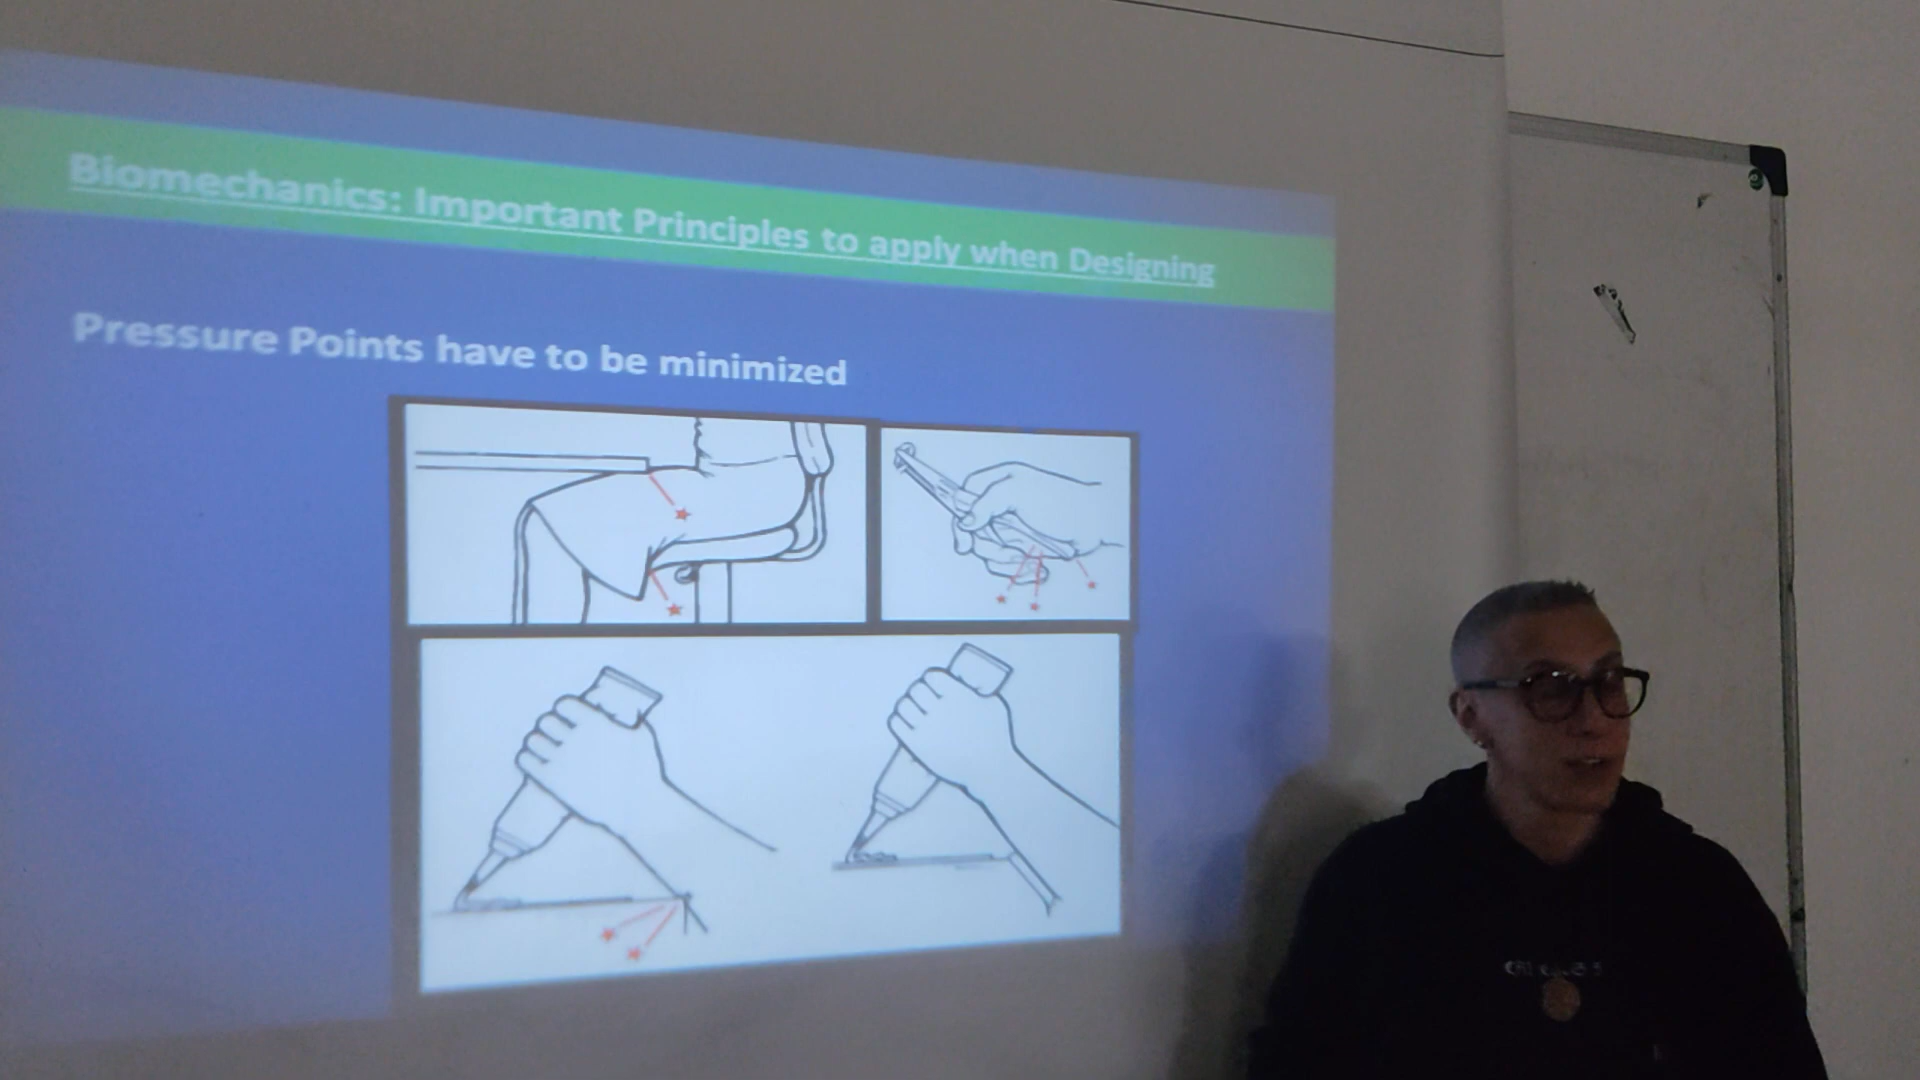 Biomechanics: Important Principles to apply when Designing
Pressure Points have to be minimized